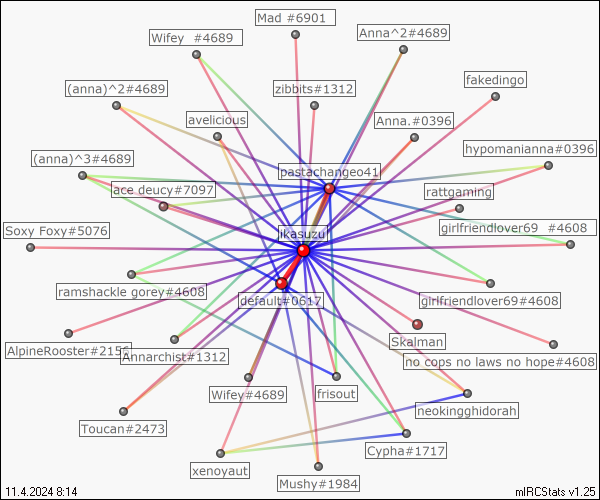 Mad #6901
Wifey  #4689
Anna^2#4689
fakedingo
(anna)^2#4689
zibbits#1312
avelicious
Anna.#0396
hypomanianna#0396
(anna)^3#4689
pastachangeo41
ace deucy#7097
rattgaming
Soxy Foxy#5076
ikasuzu
girlfriendlover69  #4608
ramshackle gorey#4608
default#0617
girlfriendlover69#4608
AlpineRooster#2156
Annarchist#1312
Skalman
no cops no laws no hope#4608
Wifey#4689
frisout
neokingghidorah
Toucan#2473
Cypha#1717
xenoyaut
Mushy#1984
11.4.2024 8:14
mIRCStats v1.25